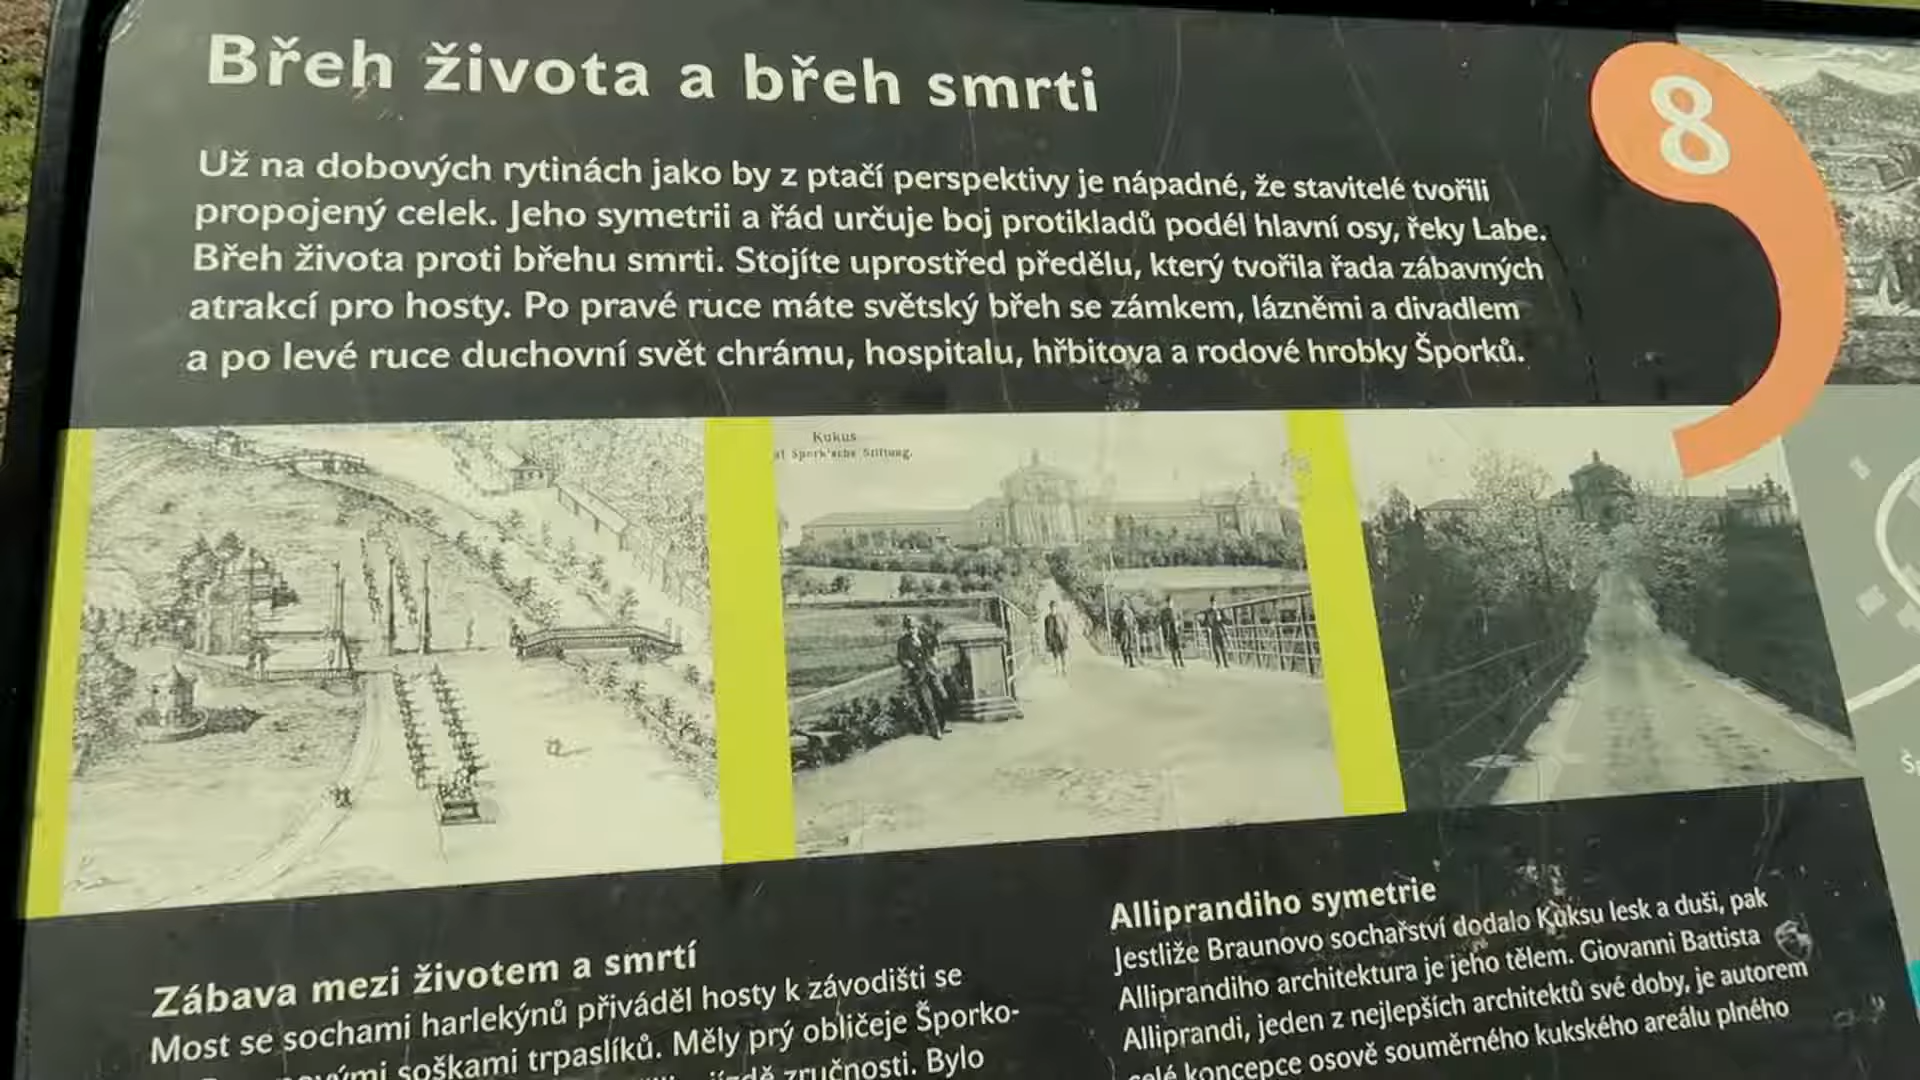 Břeh života a břeh smrti
8
Už na dobových rytinách jako by z ptačí perspektivy je nápadné, že stavitelé tvořili
propojený celek. Jeho symetrii a řád určuje boj protikladů podél hlavní osy, řeky Labe.
Břeh života proti břehu smrti. Stojíte uprostřed předělu, který tvořila řada zábavných
atrakcí pro hosty. Po pravé ruce máte světský břeh se zámkem, lázněmi a divadlem
a po levé ruce duchovní svět chrámu, hospitalu, hřbitova a rodové hrobky Šporků.
Kukus
Spork'sche Stiftung.
Zábava mezi životem a smrtí
Most se sochami harlekýnů přiváděl hosty k závodišti se
soškami trpaslíků. Měly prý obličeje Šporko-
zručnosti. Bylo
Alliprandiho symetrie
Jestliže Braunovo sochařství dodalo Kuksu lesk a duši, pak
Alliprandiho architektura je jeho tělem. Giovanni Battista
Alliprandi, jeden z nejlepších architektů své doby, je autorem
celé koncepce osově souměrného kukského areálu plného